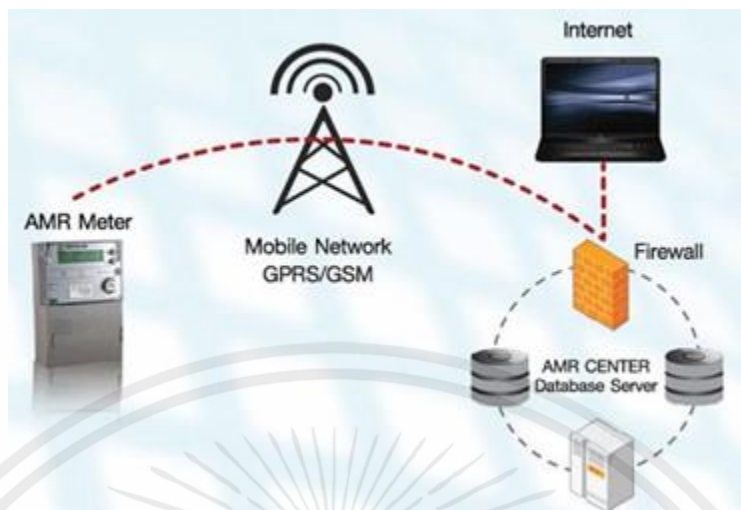 Internet
AMR Meter
Mobile Network
GPRS/GSM
Firewall
AMR CENTER
Database Server